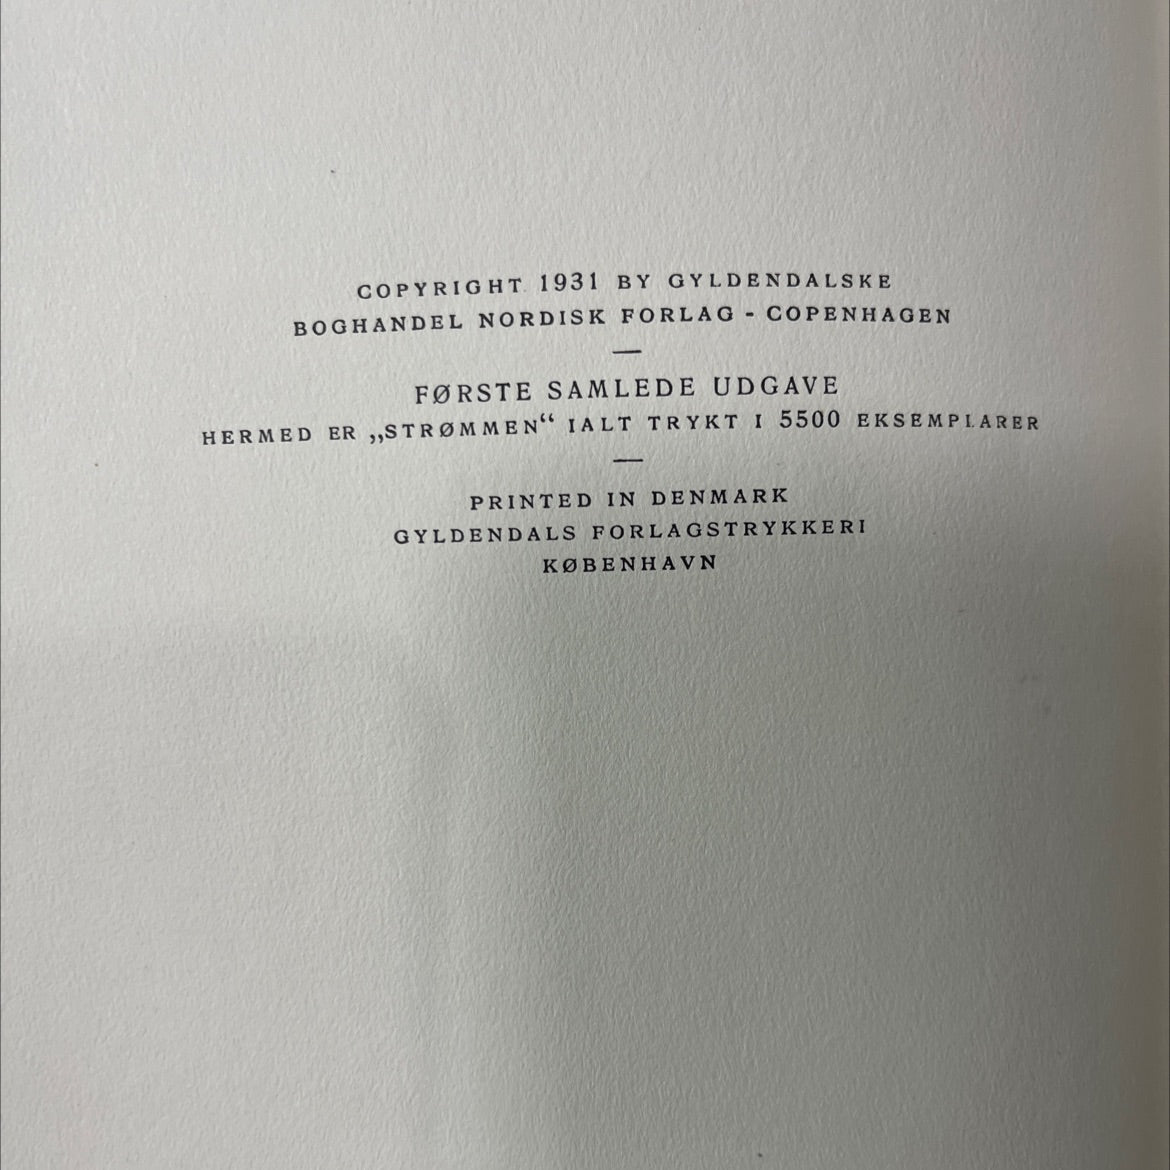 COPYRIGHT 1931 BY GYLDENDALSKE
BOGHANDEL NORDISK FORLAG - COPENHAGEN
—
FØRSTE SAMLEDE UDGAVE
HERMED ER „STRØMMEN“ IALT TRYKT I 5500 EKSEMPLARER
—
PRINTED IN DENMARK
GYLDENDALS FORLAGSTRYKKERI
KØBENHAVN